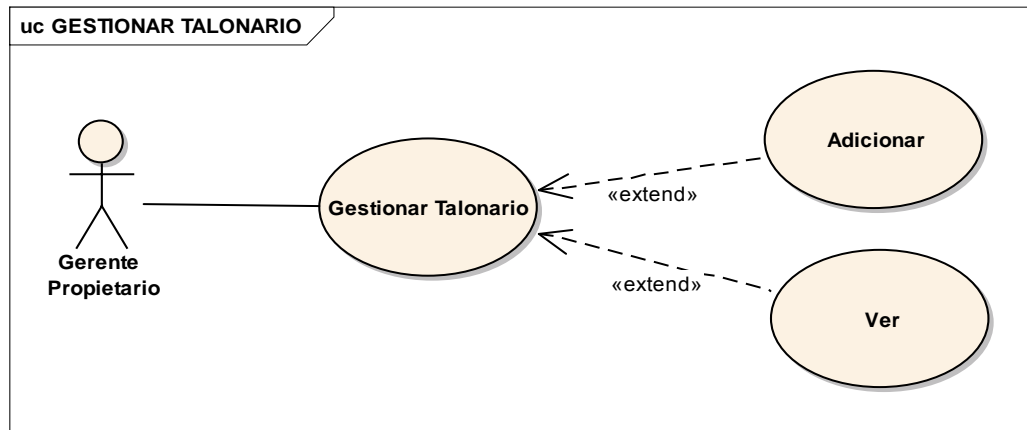 uc GESTIONAR TALONARIO
Adicionar
Gestionar Talonario
«extend»
«extend»
Gerente
Propietario
Ver